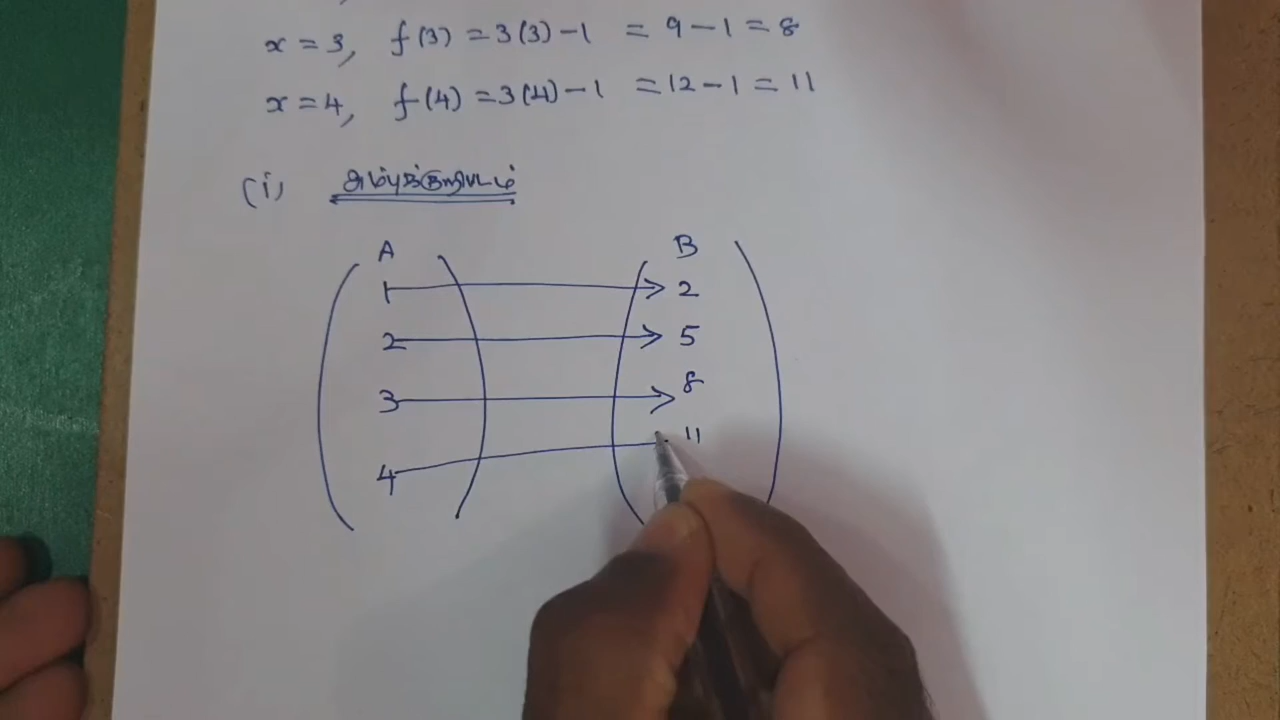 x = 3, f(3) = 3(3) - 1 = 9 - 1 = 8
x = 4, f(4) = 3(4) - 1 = 12 - 1 = 11
(i) அம்புக்குறிபடம்
A B
1 2
2 5
3 8
4 11